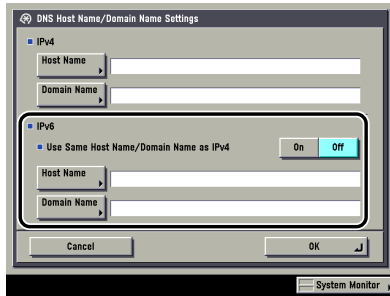 DNS Host Name/Domain Name Settings
IPv4
Host Name
Domain Name
IPv6
Use Same Host Name/Domain Name as IPv4 On Off
Host Name
Domain Name
Cancel OK
System Monitor